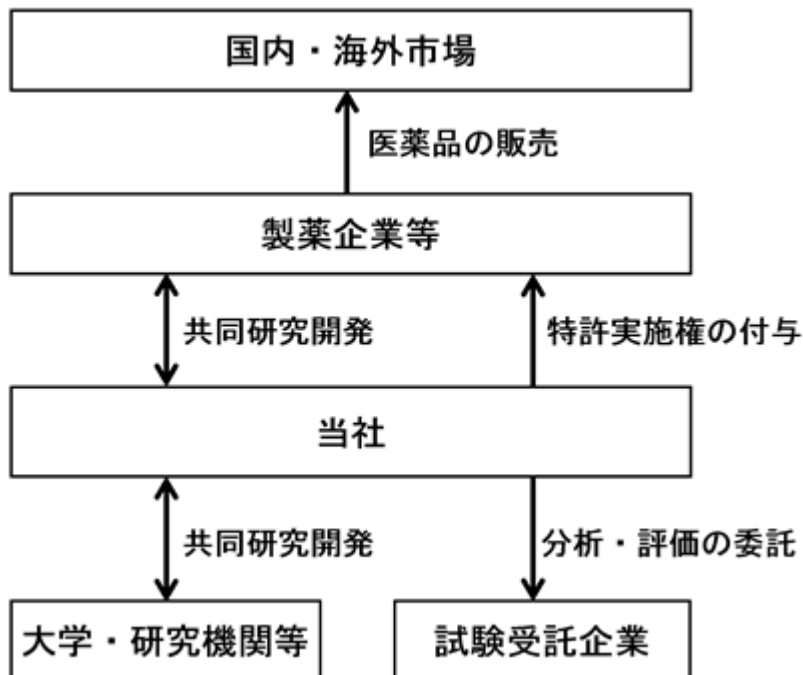 国内・海外市場
医薬品の販売
製薬企業等
共同研究開発
特許実施権の付与
当社
共同研究開発
分析・評価の委託
大学・研究機関等
試験受託企業